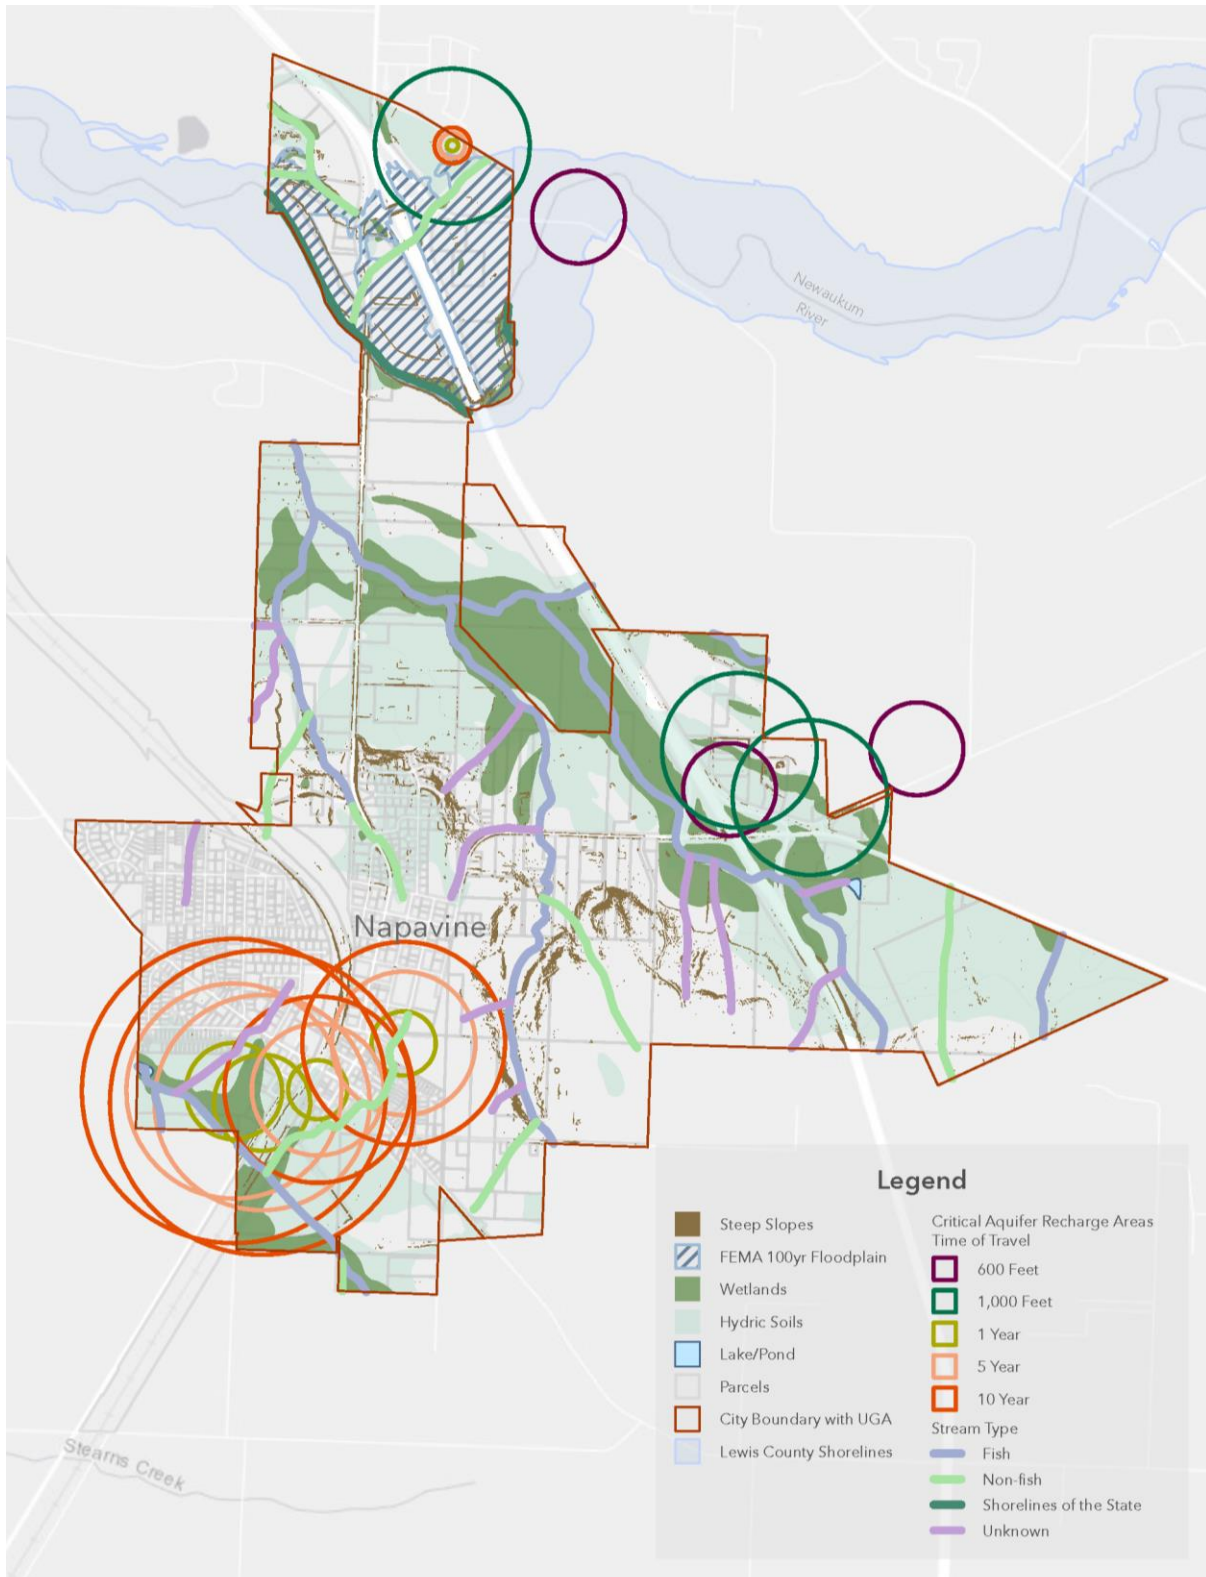 Newaukum
River
Napavine
Stearns Creek
Legend
Steep Slopes
FEMA 100yr Floodplain
Wetlands
Hydric Soils
Lake/Pond
Parcels
City Boundary with UGA
Lewis County Shorelines
Critical Aquifer Recharge Areas
Time of Travel
600 Feet
1,000 Feet
1 Year
5 Year
10 Year
Stream Type
Fish
Non-fish
Shorelines of the State
Unknown